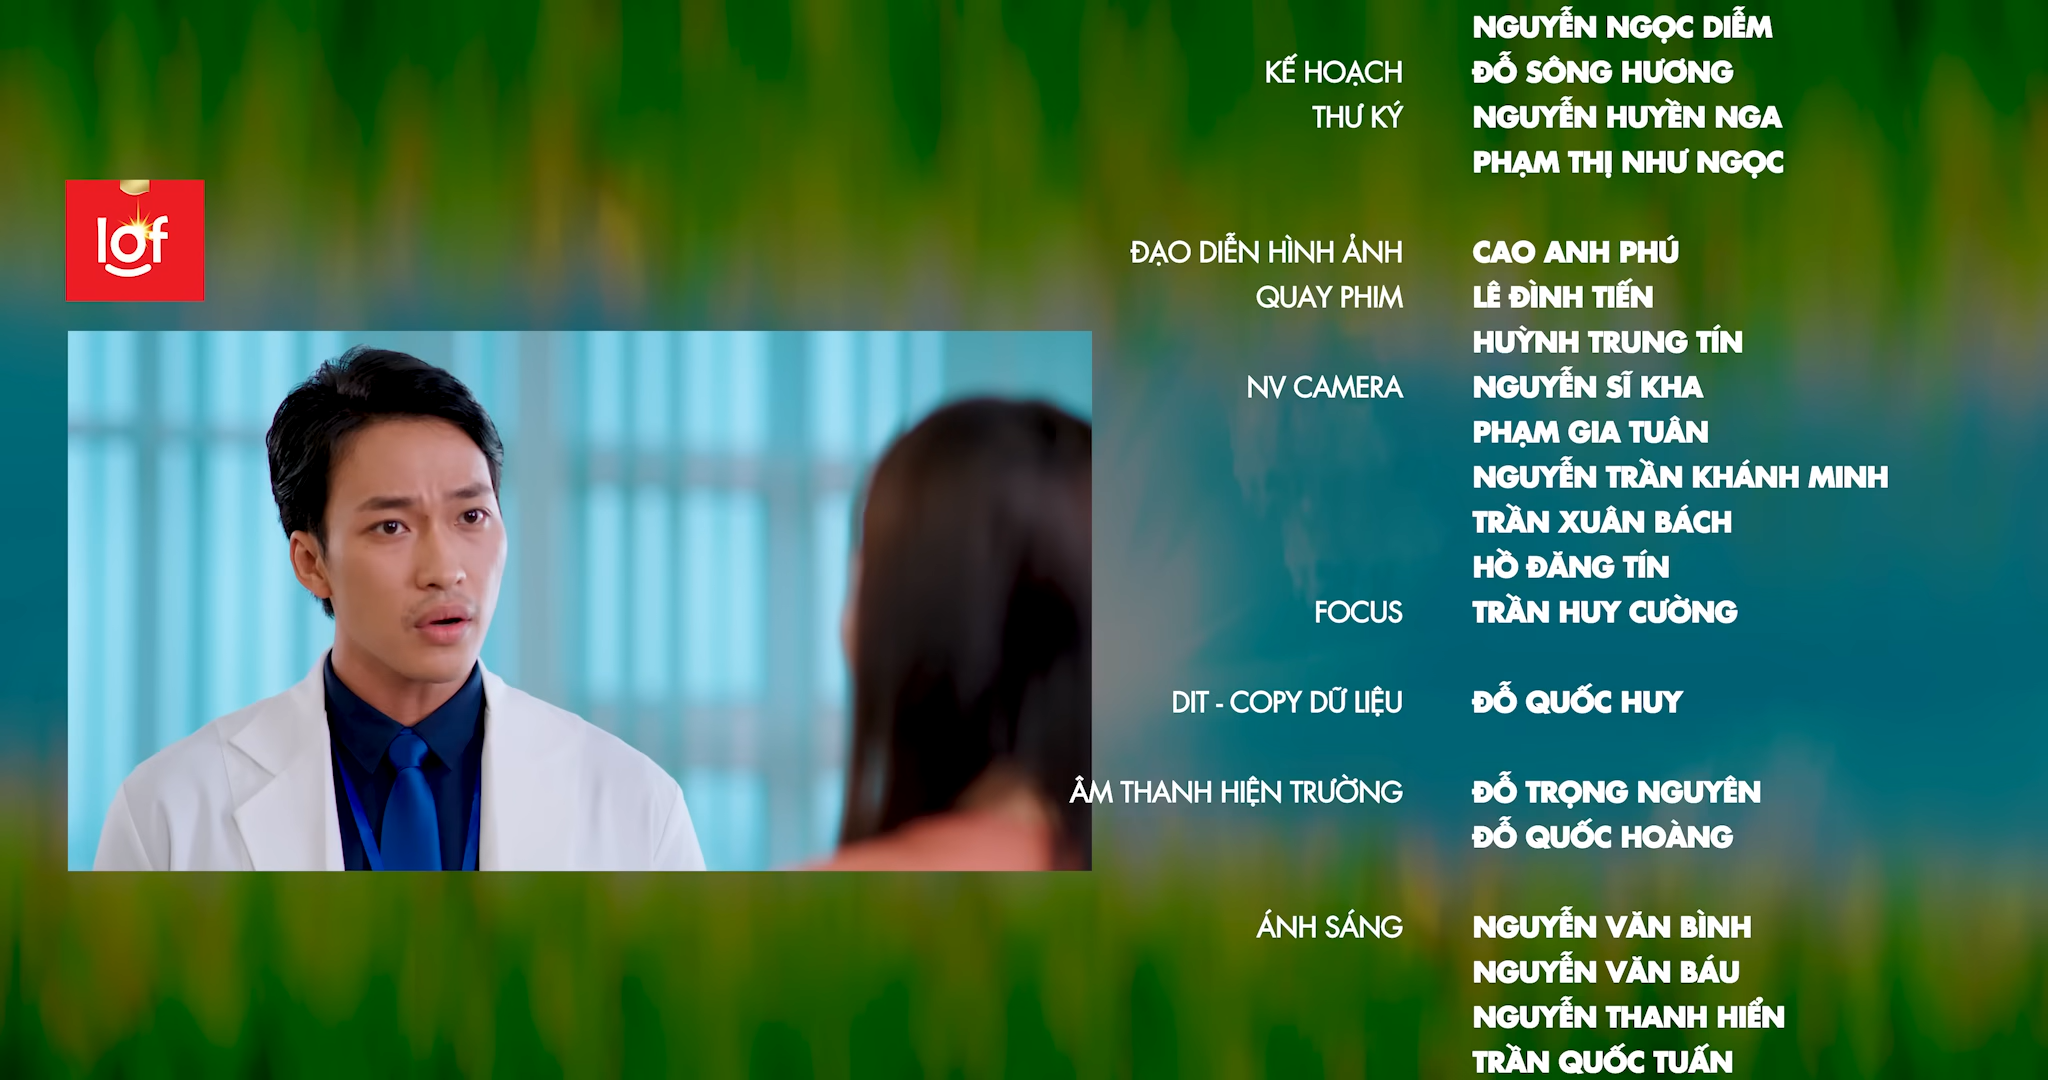 NGUYỄN NGỌC DIỄM
KẾ HOẠCH ĐỖ SÔNG HƯƠNG
THƯ KÝ NGUYỄN HUYỀN NGA
PHẠM THỊ NHƯ NGỌC
lof
ĐẠO DIỄN HÌNH ẢNH CAO ANH PHÚ
QUAY PHIM LÊ ĐÌNH TIẾN
HUỲNH TRUNG TÍN
NV CAMERA NGUYỄN SĨ KHA
PHẠM GIA TUÂN
NGUYỄN TRẦN KHÁNH MINH
TRẦN XUÂN BÁCH
HỒ ĐĂNG TÍN
FOCUS TRẦN HUY CƯỜNG
DIT - COPY DỮ LIỆU ĐỖ QUỐC HUY
ÂM THANH HIỆN TRƯỜNG ĐỖ TRỌNG NGUYÊN
ĐỖ QUỐC HOÀNG
ÁNH SÁNG NGUYỄN VĂN BÌNH
NGUYỄN VĂN BÁU
NGUYỄN THANH HIỂN
TRẦN QUỐC TUẤN